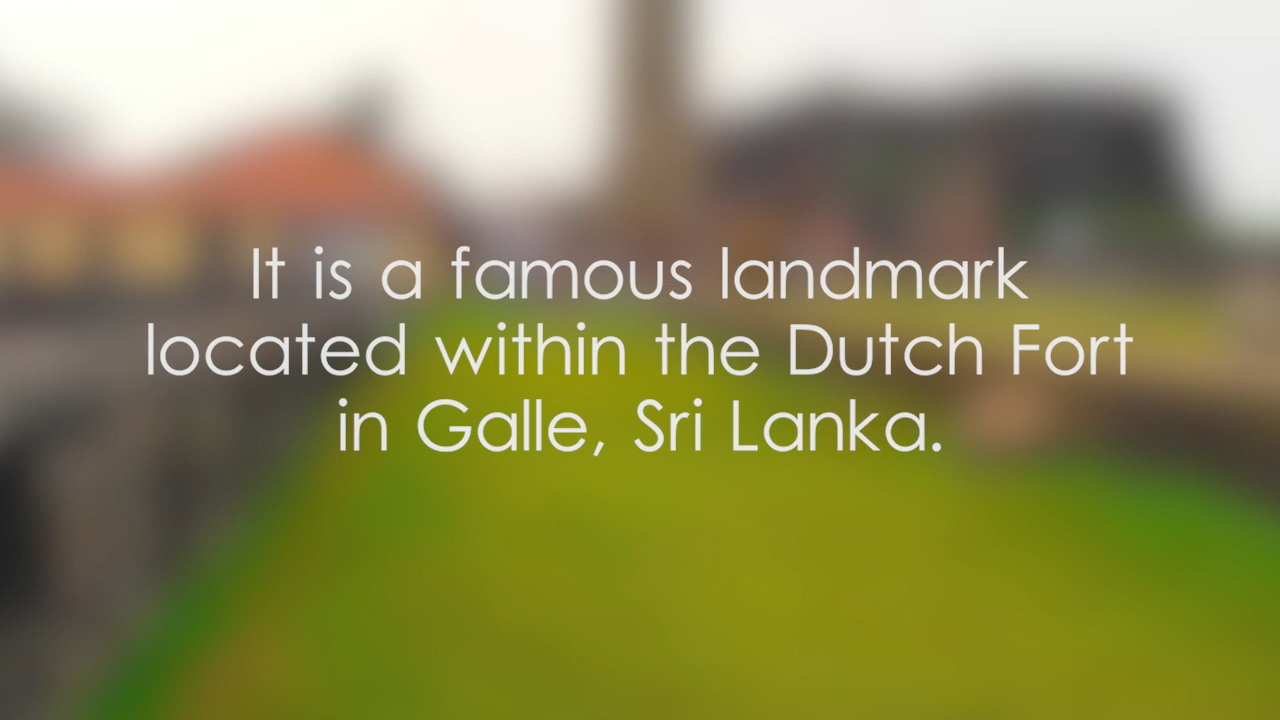 It is a famous landmark
located within the Dutch Fort
in Galle, Sri Lanka.